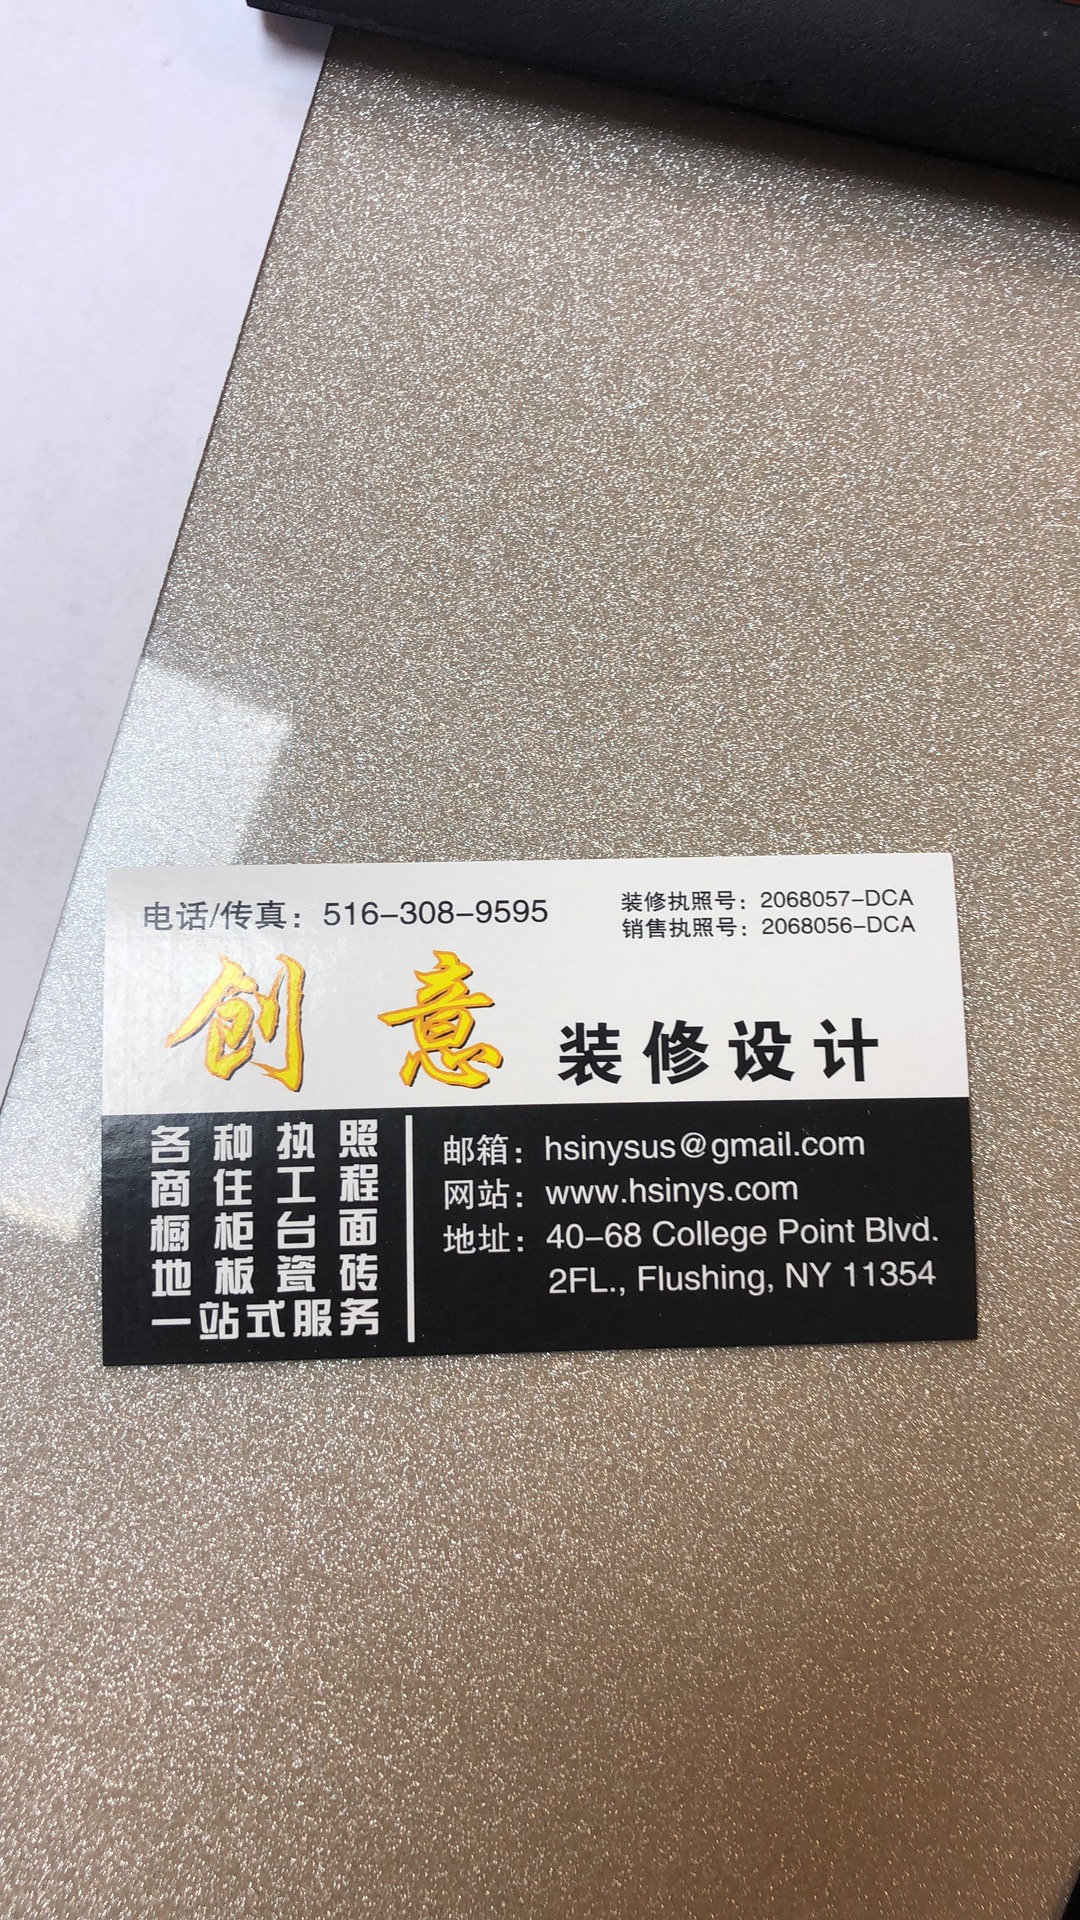 电话/传真：516-308-9595
装修执照号：2068057-DCA
销售执照号：2068056-DCA
创意 装修设计
各种执照
商住工程
橱柜台面
地板瓷砖
一站式服务
邮箱：hsinysus@gmail.com
网站：www.hsinys.com
地址：40-68 College Point Blvd.
2FL., Flushing, NY 11354